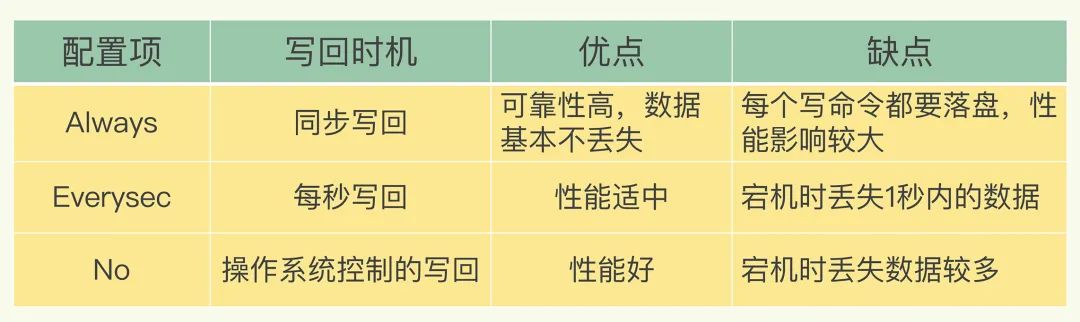 配置项 写回时机 优点 缺点
Always 同步写回 可靠性高，数据基本不丢失 每个写命令都要落盘，性能影响较大
Everysec 每秒写回 性能适中 宕机时丢失1秒内的数据
No 操作系统控制的写回 性能好 宕机时丢失数据较多